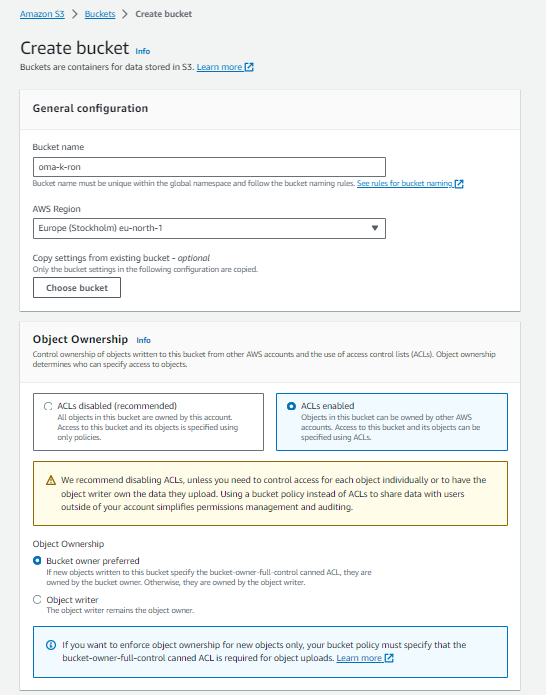 Amazon S3 > Buckets > Create bucket
Create bucket Info
Buckets are containers for data stored in S3. Learn more
General configuration
Bucket name
oma-k-ron
Bucket name must be unique within the global namespace and follow the bucket naming rules. See rules for bucket naming
AWS Region
Europe (Stockholm) eu-north-1
Copy settings from existing bucket - optional
Only the bucket settings in the following configuration are copied.
Choose bucket
Object Ownership Info
Control ownership of objects written to this bucket from other AWS accounts and the use of access control lists (ACLs). Object ownership
determines who can specify access to objects.
ACLs disabled (recommended)
All objects in this bucket are owned by this account.
Access to this bucket and its objects is specified using
only policies.
ACLs enabled
Objects in this bucket can be owned by other AWS
accounts. Access to this bucket and its objects can be
specified using ACLs.
We recommend disabling ACLs, unless you need to control access for each object individually or to have the
object writer own the data they upload. Using a bucket policy instead of ACLs to share data with users
outside of your account simplifies permissions management and auditing.
Object Ownership
Bucket owner preferred
If new objects written to this bucket specify the bucket-owner-full-control canned ACL, they are
owned by the bucket owner. Otherwise, they are owned by the object writer.
Object writer
The object writer remains the object owner.
If you want to enforce object ownership for new objects only, your bucket policy must specify that the
bucket-owner-full-control canned ACL is required for object uploads. Learn more